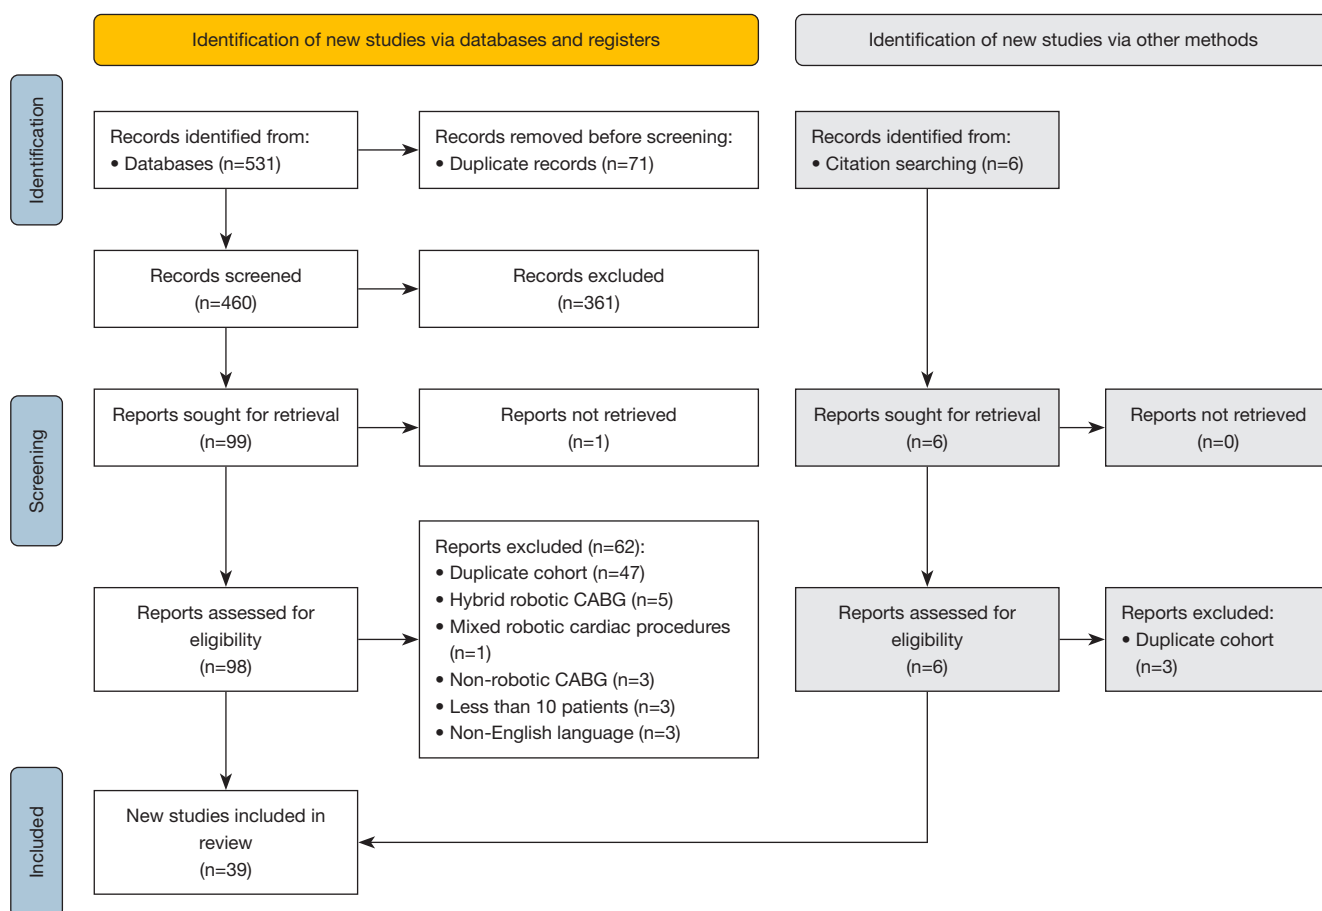 Identification of new studies via databases and registers
Identification of new studies via other methods
Identification
Records identified from:
• Databases (n=531)
Records removed before screening:
• Duplicate records (n=71)
Records identified from:
• Citation searching (n=6)
Records screened
(n=460)
Records excluded
(n=361)
Screening
Reports sought for retrieval
(n=99)
Reports not retrieved
(n=1)
Reports sought for retrieval
(n=6)
Reports not retrieved
(n=0)
Reports assessed for
eligibility
(n=98)
Reports excluded (n=62):
• Duplicate cohort (n=47)
• Hybrid robotic CABG (n=5)
• Mixed robotic cardiac procedures
(n=1)
• Non-robotic CABG (n=3)
• Less than 10 patients (n=3)
• Non-English language (n=3)
Reports assessed for
eligibility
(n=6)
Reports excluded:
• Duplicate cohort
(n=3)
Included
New studies included in
review
(n=39)